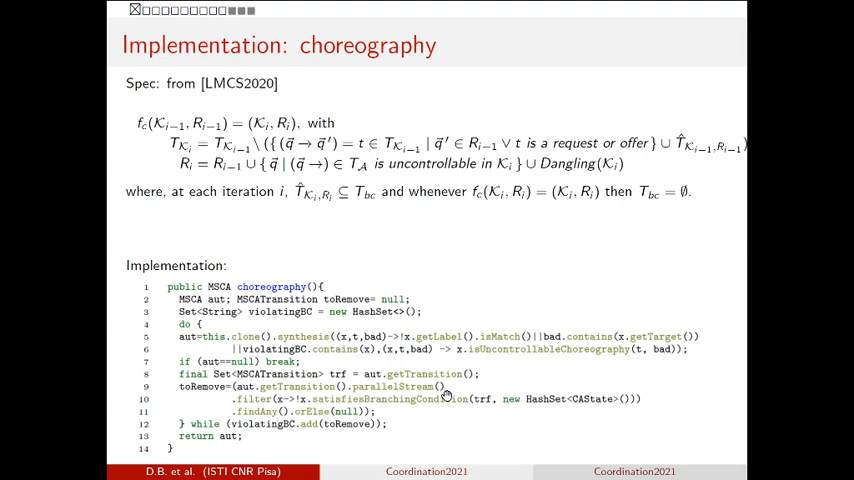 Implementation: choreography
Spec: from [LMCS2020]
f_c(K_{i−1}, R_{i−1}) = (K_i, R_i), with
T_{K_i} = T_{K_{i−1}} \ ({ (q⃗ → q⃗ ′) = t ∈ T_{K_{i−1}} | q⃗ ′ ∈ R_{i−1} ∨ t is a request or offer } ∪ T̂_{K_{i−1},R_{i−1}})
R_i = R_{i−1} ∪ { q⃗ | (q⃗ →) ∈ T_A is uncontrollable in K_i } ∪ Dangling(K_i)
where, at each iteration i, T̂_{K_i,R_i} ⊆ T_{bc} and whenever f_c(K_i, R_i) = (K_i, R_i) then T_{bc} = ∅.
Implementation:
1 public MSCA choreography(){
2 MSCA aut; MSCATransition toRemove= null;
3 Set<String> violatingBC = new HashSet<>();
4 do {
5 aut=this.clone().synthesis((x,t,bad)->!x.getLabel().isMatch()||bad.contains(x.getTarget())
6 ||violatingBC.contains(x),(x,t,bad) -> x.isUncontrollableChoreography(t, bad));
7 if (aut==null) break;
8 final Set<MSCATransition> trf = aut.getTransition();
9 toRemove=(aut.getTransition().parallelStream()
10 .filter(x->!x.satisfiesBranchingCondition(trf, new HashSet<CAState>()))
11 .findAny().orElse(null));
12 } while (violatingBC.add(toRemove));
13 return aut;
14 }
D.B. et al. (ISTI CNR Pisa) Coordination2021 Coordination2021